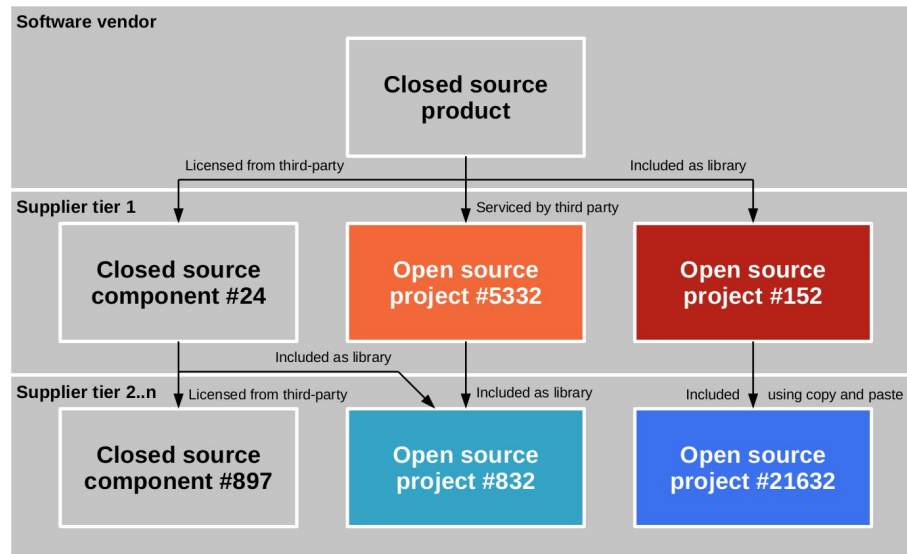 Software vendor
Closed source
product
Licensed from third-party
Included as library
Supplier tier 1
Serviced by third party
Closed source
component #24
Open source
project #5332
Open source
project #152
Included as library
Supplier tier 2..n
Licensed from third-party
Included as library
Included using copy and paste
Closed source
component #897
Open source
project #832
Open source
project #21632